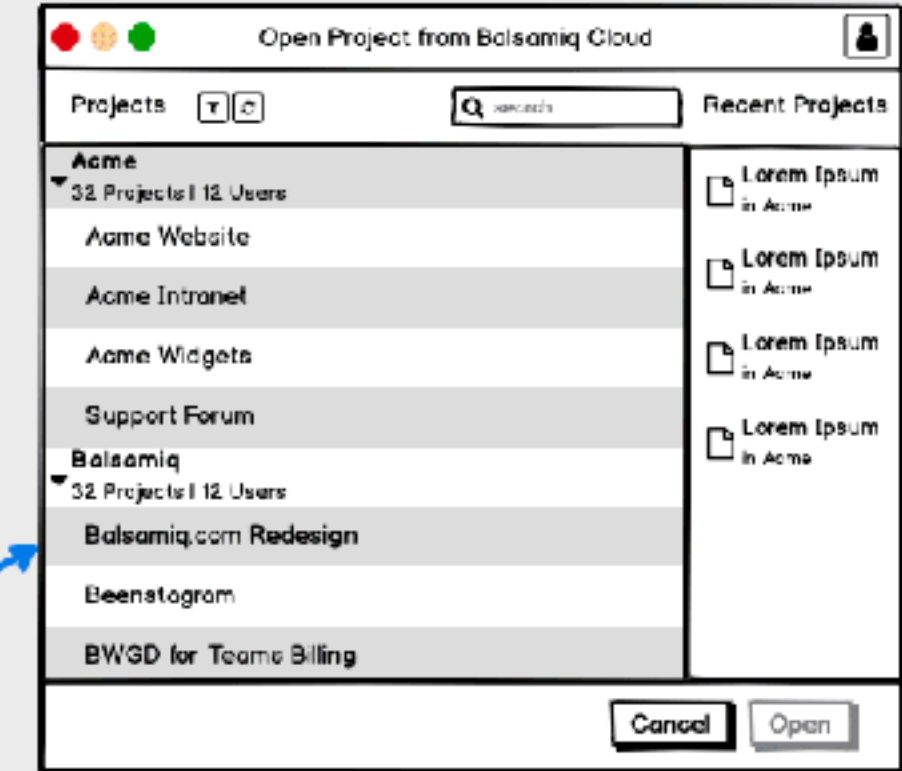 Open Project from Balsamiq Cloud
Projects
search
Recent Projects
Acme
32 Projects | 12 Users
Acme Website
Acme Intranet
Acme Widgets
Support Forum
Balsamiq
32 Projects | 12 Users
Balsamiq.com Redesign
Beenstagram
BWGD for Teams Billing
Lorem Ipsum
in Acme
Lorem Ipsum
in Acme
Lorem Ipsum
in Acme
Lorem Ipsum
in Acme
Cancel
Open